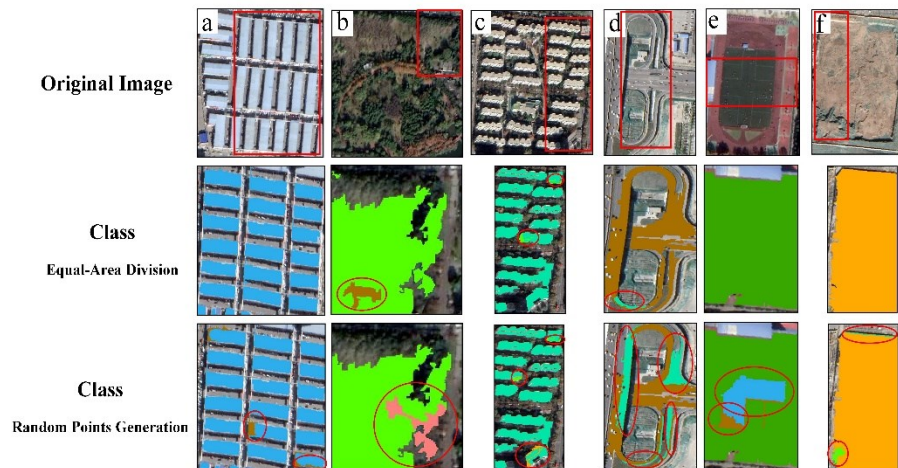 a b c d e f
Original Image
Class
Equal-Area Division
Class
Random Points Generation